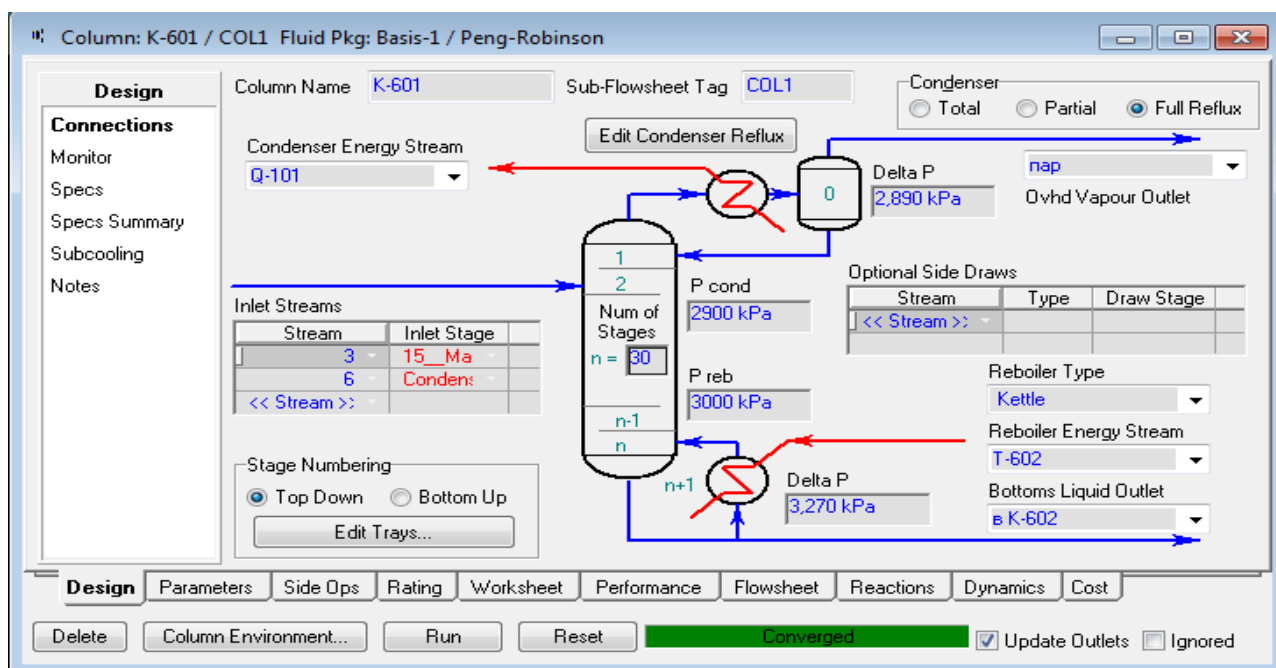 Column: K-601 / COL1 Fluid Pkg: Basis-1 / Peng-Robinson
Design
Connections
Monitor
Specs
Specs Summary
Subcooling
Notes
Column Name K-601
Sub-Flowsheet Tag COL1
Condenser
Total Partial Full Reflux
Condenser Energy Stream
Q-101
Edit Condenser Reflux
0
Delta P
2,890 kPa
пар
Ovhd Vapour Outlet
Inlet Streams
Stream Inlet Stage
3 15__Ma
6 Condens
<< Stream >>
1
2
Num of
Stages
n = 30
n-1
n
P cond
2900 kPa
P reb
3000 kPa
Optional Side Draws
Stream Type Draw Stage
<< Stream >>
Stage Numbering
Top Down Bottom Up
Edit Trays...
n+1
Delta P
3,270 kPa
Reboiler Type
Kettle
Reboiler Energy Stream
T-602
Bottoms Liquid Outlet
в К-602
Design Parameters Side Ops Rating Worksheet Performance Flowsheet Reactions Dynamics Cost
Delete Column Environment... Run Reset Converged Update Outlets Ignored